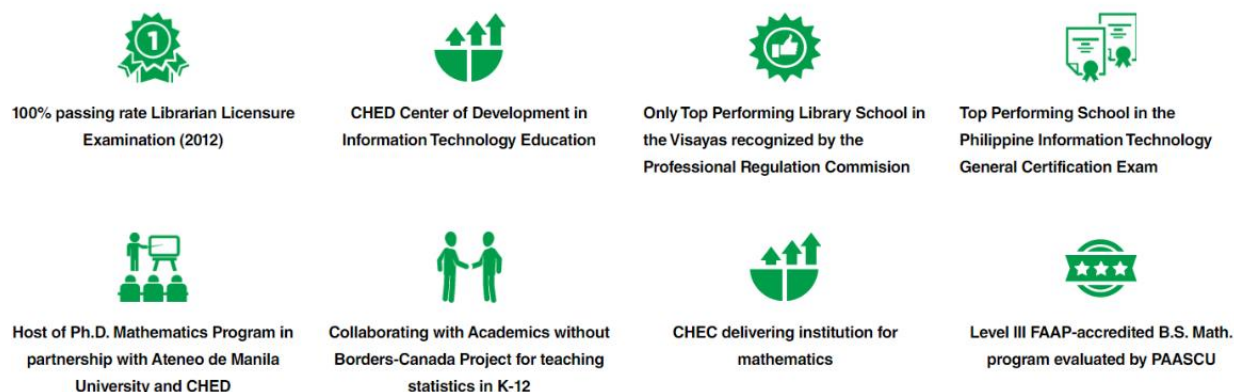 1
100% passing rate Librarian Licensure
Examination (2012)
CHED Center of Development in
Information Technology Education
Only Top Performing Library School in
the Visayas recognized by the
Professional Regulation Commision
Top Performing School in the
Philippine Information Technology
General Certification Exam
Host of Ph.D. Mathematics Program in
partnership with Ateneo de Manila
University and CHED
Collaborating with Academics without
Borders-Canada Project for teaching
statistics in K-12
CHEC delivering institution for
mathematics
Level III FAAP-accredited B.S. Math.
program evaluated by PAASCU